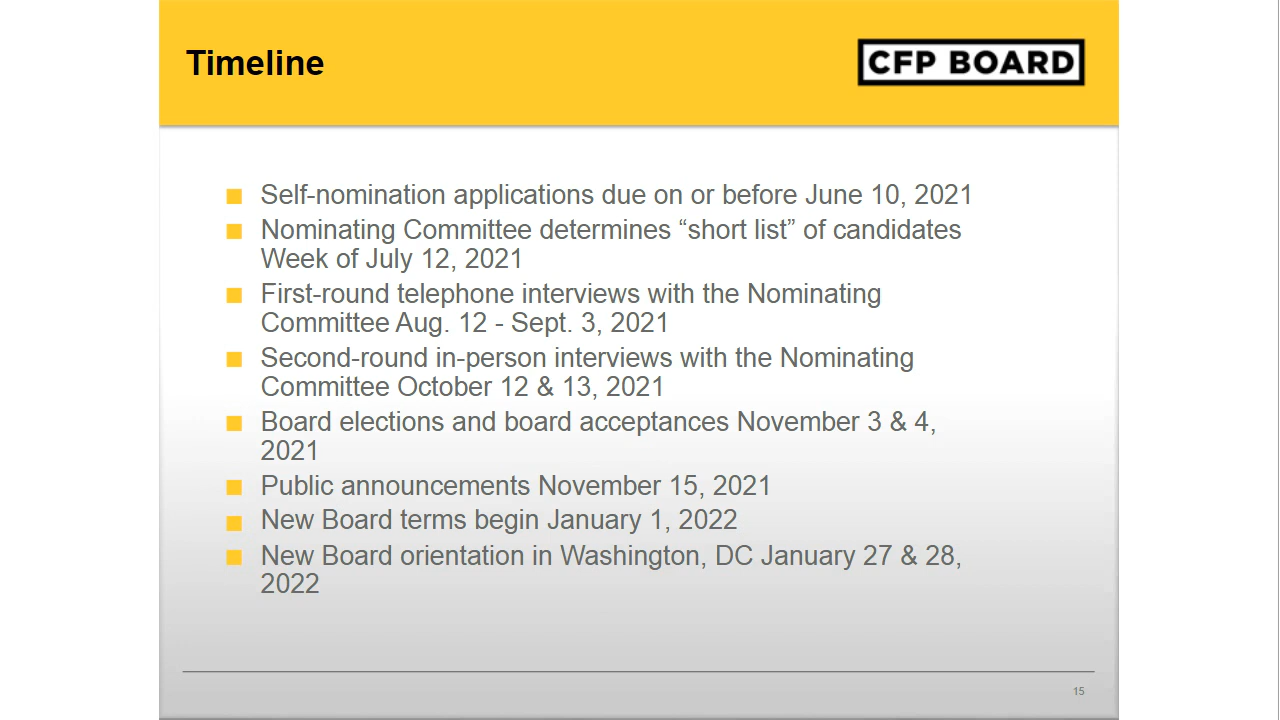 Timeline
CFP BOARD
Self-nomination applications due on or before June 10, 2021
Nominating Committee determines “short list” of candidates
Week of July 12, 2021
First-round telephone interviews with the Nominating
Committee Aug. 12 - Sept. 3, 2021
Second-round in-person interviews with the Nominating
Committee October 12 & 13, 2021
Board elections and board acceptances November 3 & 4,
2021
Public announcements November 15, 2021
New Board terms begin January 1, 2022
New Board orientation in Washington, DC January 27 & 28,
2022
15